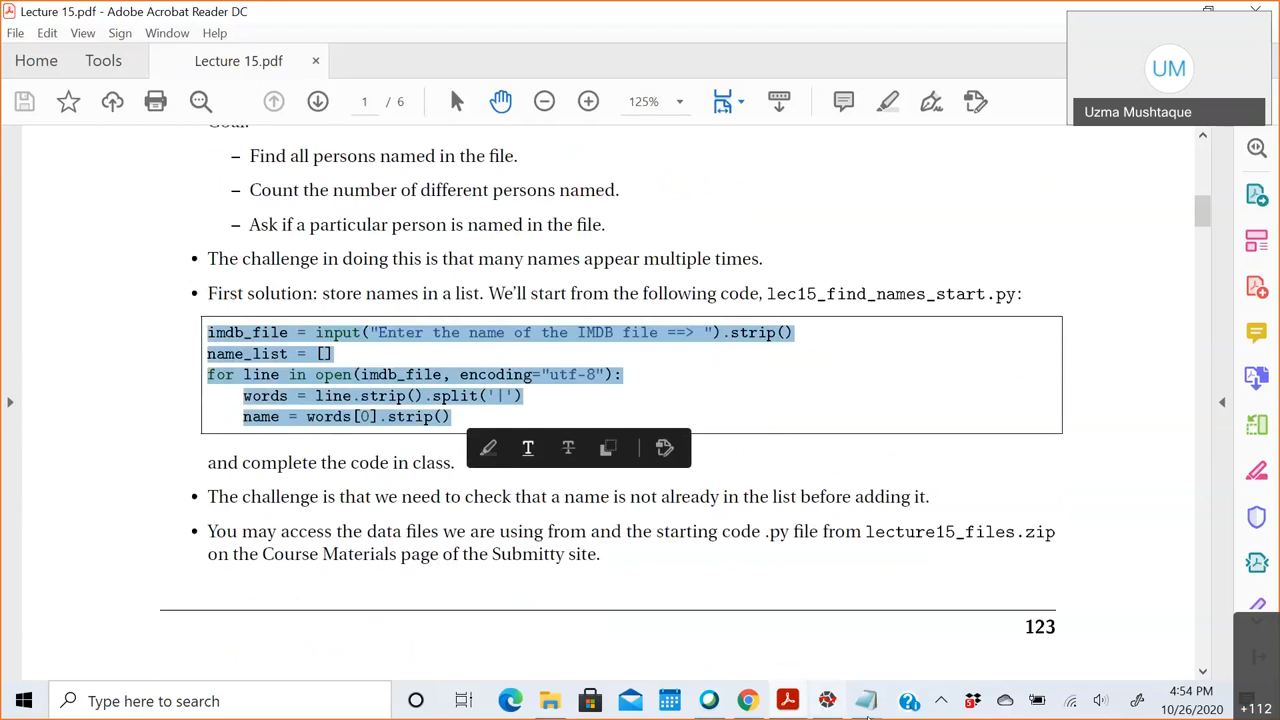 Lecture 15.pdf - Adobe Acrobat Reader DC
File Edit View Sign Window Help
Home Tools Lecture 15.pdf ×
1 / 6 125%
UM
Uzma Mushtaque
Goal:
– Find all persons named in the file.
– Count the number of different persons named.
– Ask if a particular person is named in the file.
• The challenge in doing this is that many names appear multiple times.
• First solution: store names in a list. We'll start from the following code, lec15_find_names_start.py:
imdb_file = input("Enter the name of the IMDB file ==> ").strip()
name_list = []
for line in open(imdb_file, encoding="utf-8"):
words = line.strip().split('|')
name = words[0].strip()
and complete the code in class.
• The challenge is that we need to check that a name is not already in the list before adding it.
• You may access the data files we are using from and the starting code .py file from lecture15_files.zip
on the Course Materials page of the Submitty site.
123
Type here to search
4:54 PM
10/26/2020
+112